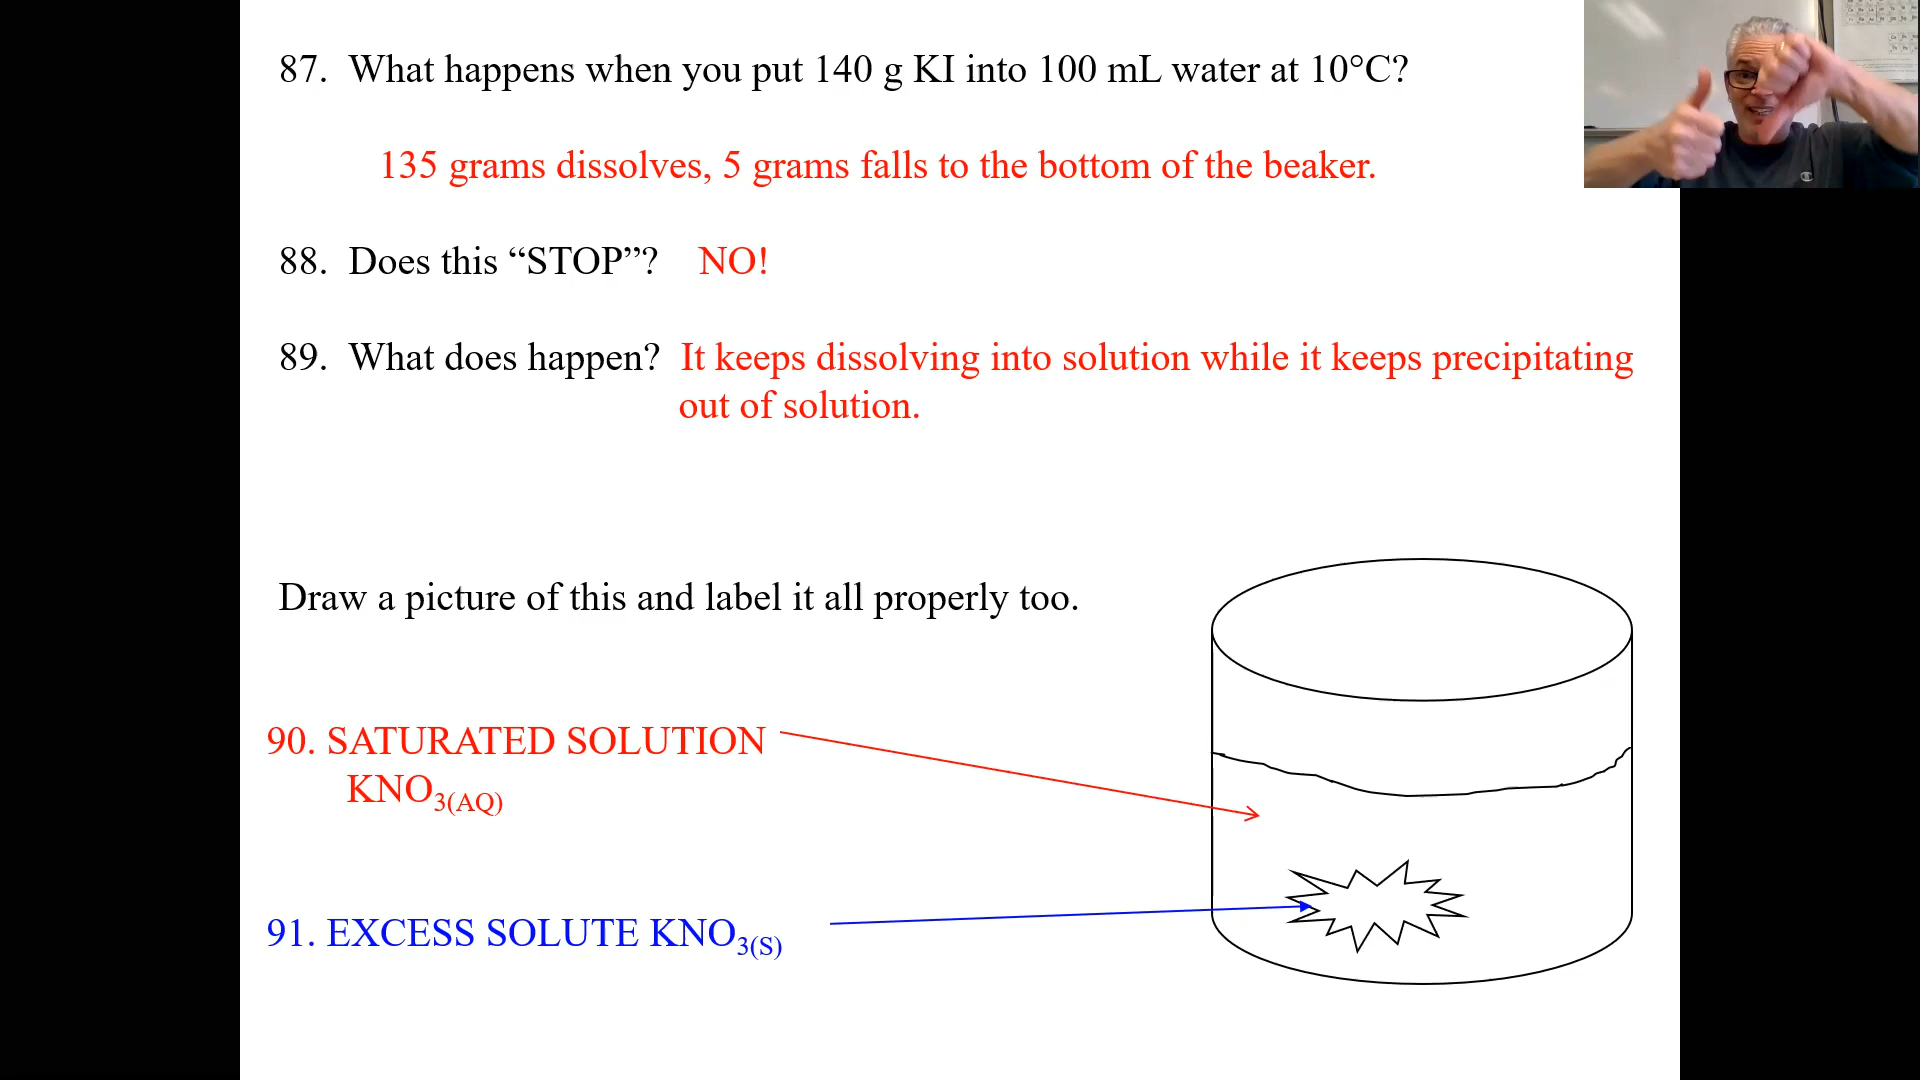 87. What happens when you put 140 g KI into 100 mL water at 10°C?
135 grams dissolves, 5 grams falls to the bottom of the beaker.
88. Does this “STOP”? NO!
89. What does happen? It keeps dissolving into solution while it keeps precipitating
out of solution.
Draw a picture of this and label it all properly too.
90. SATURATED SOLUTION
KNO₃(AQ)
91. EXCESS SOLUTE KNO₃(S)